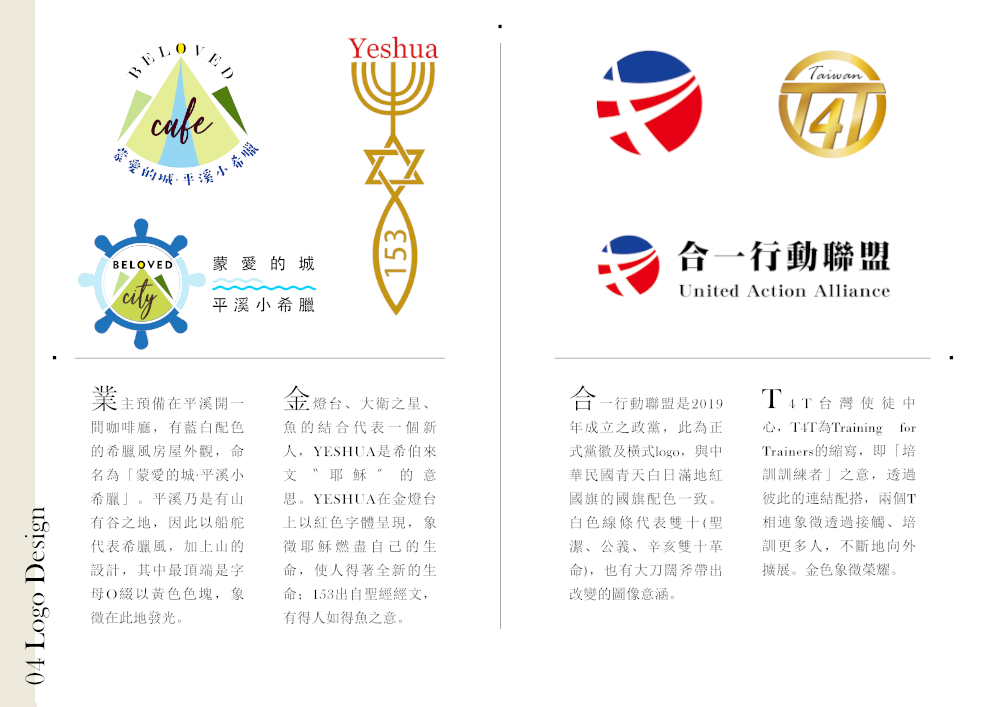 BELOVED
cafe
蒙愛的城·平溪小希臘
Yeshua
153
BELOVED
city
蒙愛的城
平溪小希臘
Taiwan
T4T
合一行動聯盟
United Action Alliance
業主預備在平溪開一
間咖啡廳，有藍白配色
的希臘風房屋外觀，命
名為「蒙愛的城·平溪小
希臘」。平溪乃是有山
有谷之地，因此以船舵
代表希臘風，加上山的
設計，其中最頂端是字
母O綴以黃色色塊，象
徵在此地發光。
金燈台、大衛之星、
魚的結合代表一個新
人，YESHUA是希伯來
文〝耶穌〞的意
思。YESHUA在金燈台
上以紅色字體呈現，象
徵耶穌燃盡自己的生
命，使人得著全新的生
命；153出自聖經經文，
有得人如得魚之意。
合一行動聯盟是2019
年成立之政黨，此為正
式黨徽及橫式logo，與中
華民國青天白日滿地紅
國旗的國旗配色一致。
白色線條代表雙十(聖
潔、公義、辛亥雙十革
命)，也有大刀闊斧帶出
改變的圖像意涵。
T4T台灣使徒中
心，T4T為Training for
Trainers的縮寫，即「培
訓訓練者」之意，透過
彼此的連結配搭，兩個T
相連象徵透過接觸、培
訓更多人，不斷地向外
擴展。金色象徵榮耀。
04 Logo Design